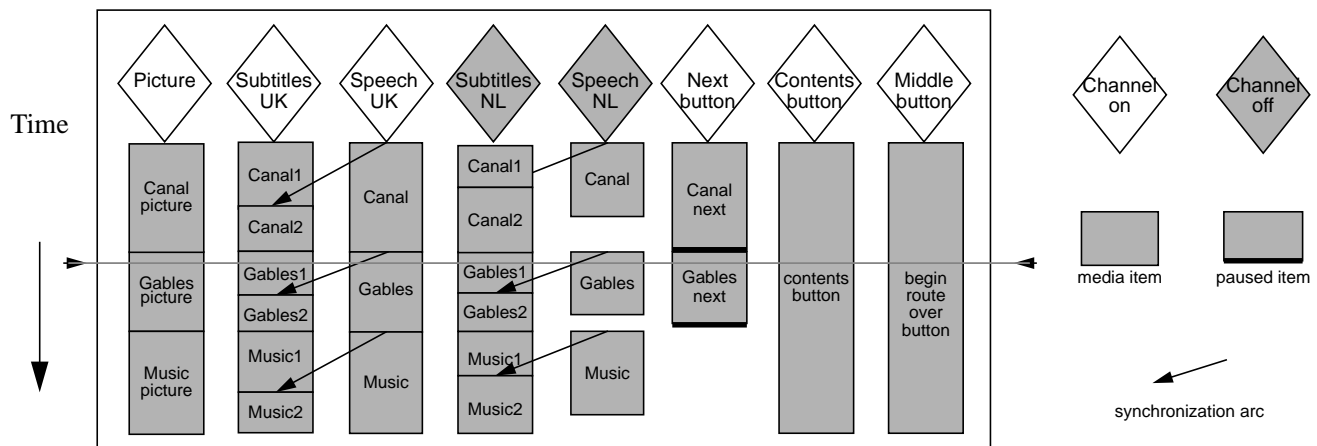 Time
Picture
Subtitles
UK
Speech
UK
Subtitles
NL
Speech
NL
Next
button
Contents
button
Middle
button
Canal
picture
Gables
picture
Music
picture
Canal1
Canal2
Gables1
Gables2
Music1
Music2
Canal
Gables
Music
Canal1
Canal2
Gables1
Gables2
Music1
Music2
Canal
Gables
Music
Canal
next
Gables
next
contents
button
begin
route
over
button
Channel
on
Channel
off
media item
paused item
synchronization arc